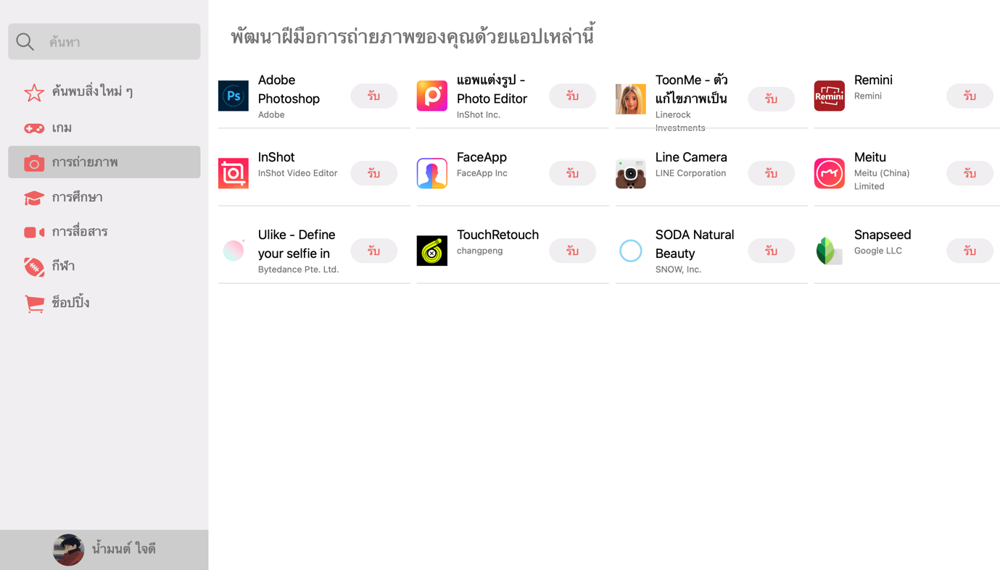 ค้นหา
ค้นพบสิ่งใหม่ ๆ
เกม
การถ่ายภาพ
การศึกษา
การสื่อสาร
กีฬา
ช็อปปิ้ง
น้ำมนต์ ใจดี
พัฒนาฝีมือการถ่ายภาพของคุณด้วยแอปเหล่านี้
Ps
Adobe
Photoshop
Adobe
รับ
แอพแต่งรูป -
Photo Editor
InShot Inc.
รับ
ToonMe - ตัว
แก้ไขภาพเป็น
Linerock
Investments
รับ
Remini
Remini
Remini
รับ
InShot
InShot Video Editor
รับ
FaceApp
FaceApp Inc
รับ
Line Camera
LINE Corporation
รับ
Meitu
Meitu (China)
Limited
รับ
Ulike - Define
your selfie in
Bytedance Pte. Ltd.
รับ
TouchRetouch
changpeng
รับ
SODA Natural
Beauty
SNOW, Inc.
รับ
Snapseed
Google LLC
รับ